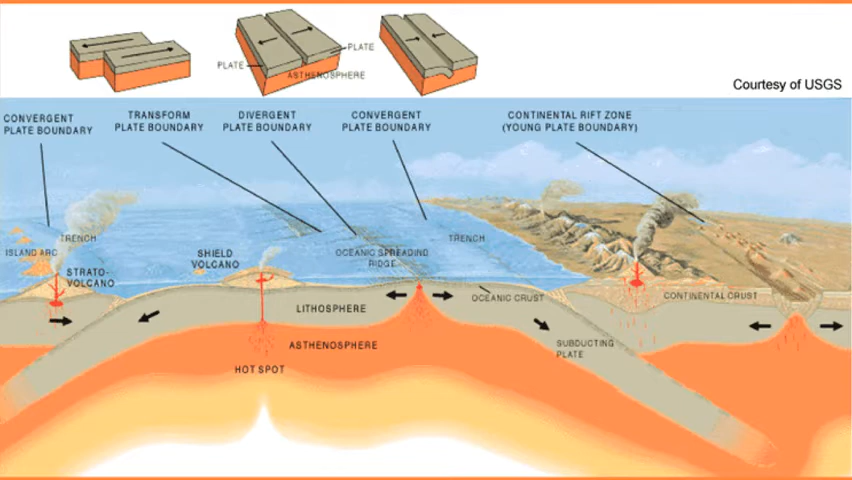 PLATE
PLATE
ASTHENOSPHERE
Courtesy of USGS
CONVERGENT
PLATE BOUNDARY
TRANSFORM
PLATE BOUNDARY
DIVERGENT
PLATE BOUNDARY
CONVERGENT
PLATE BOUNDARY
CONTINENTAL RIFT ZONE
(YOUNG PLATE BOUNDARY)
TRENCH
ISLAND ARC
STRATO-
VOLCANO
SHIELD
VOLCANO
OCEANIC SPREADING
RIDGE
TRENCH
OCEANIC CRUST
CONTINENTAL CRUST
LITHOSPHERE
ASTHENOSPHERE
SUBDUCTING
PLATE
HOT SPOT